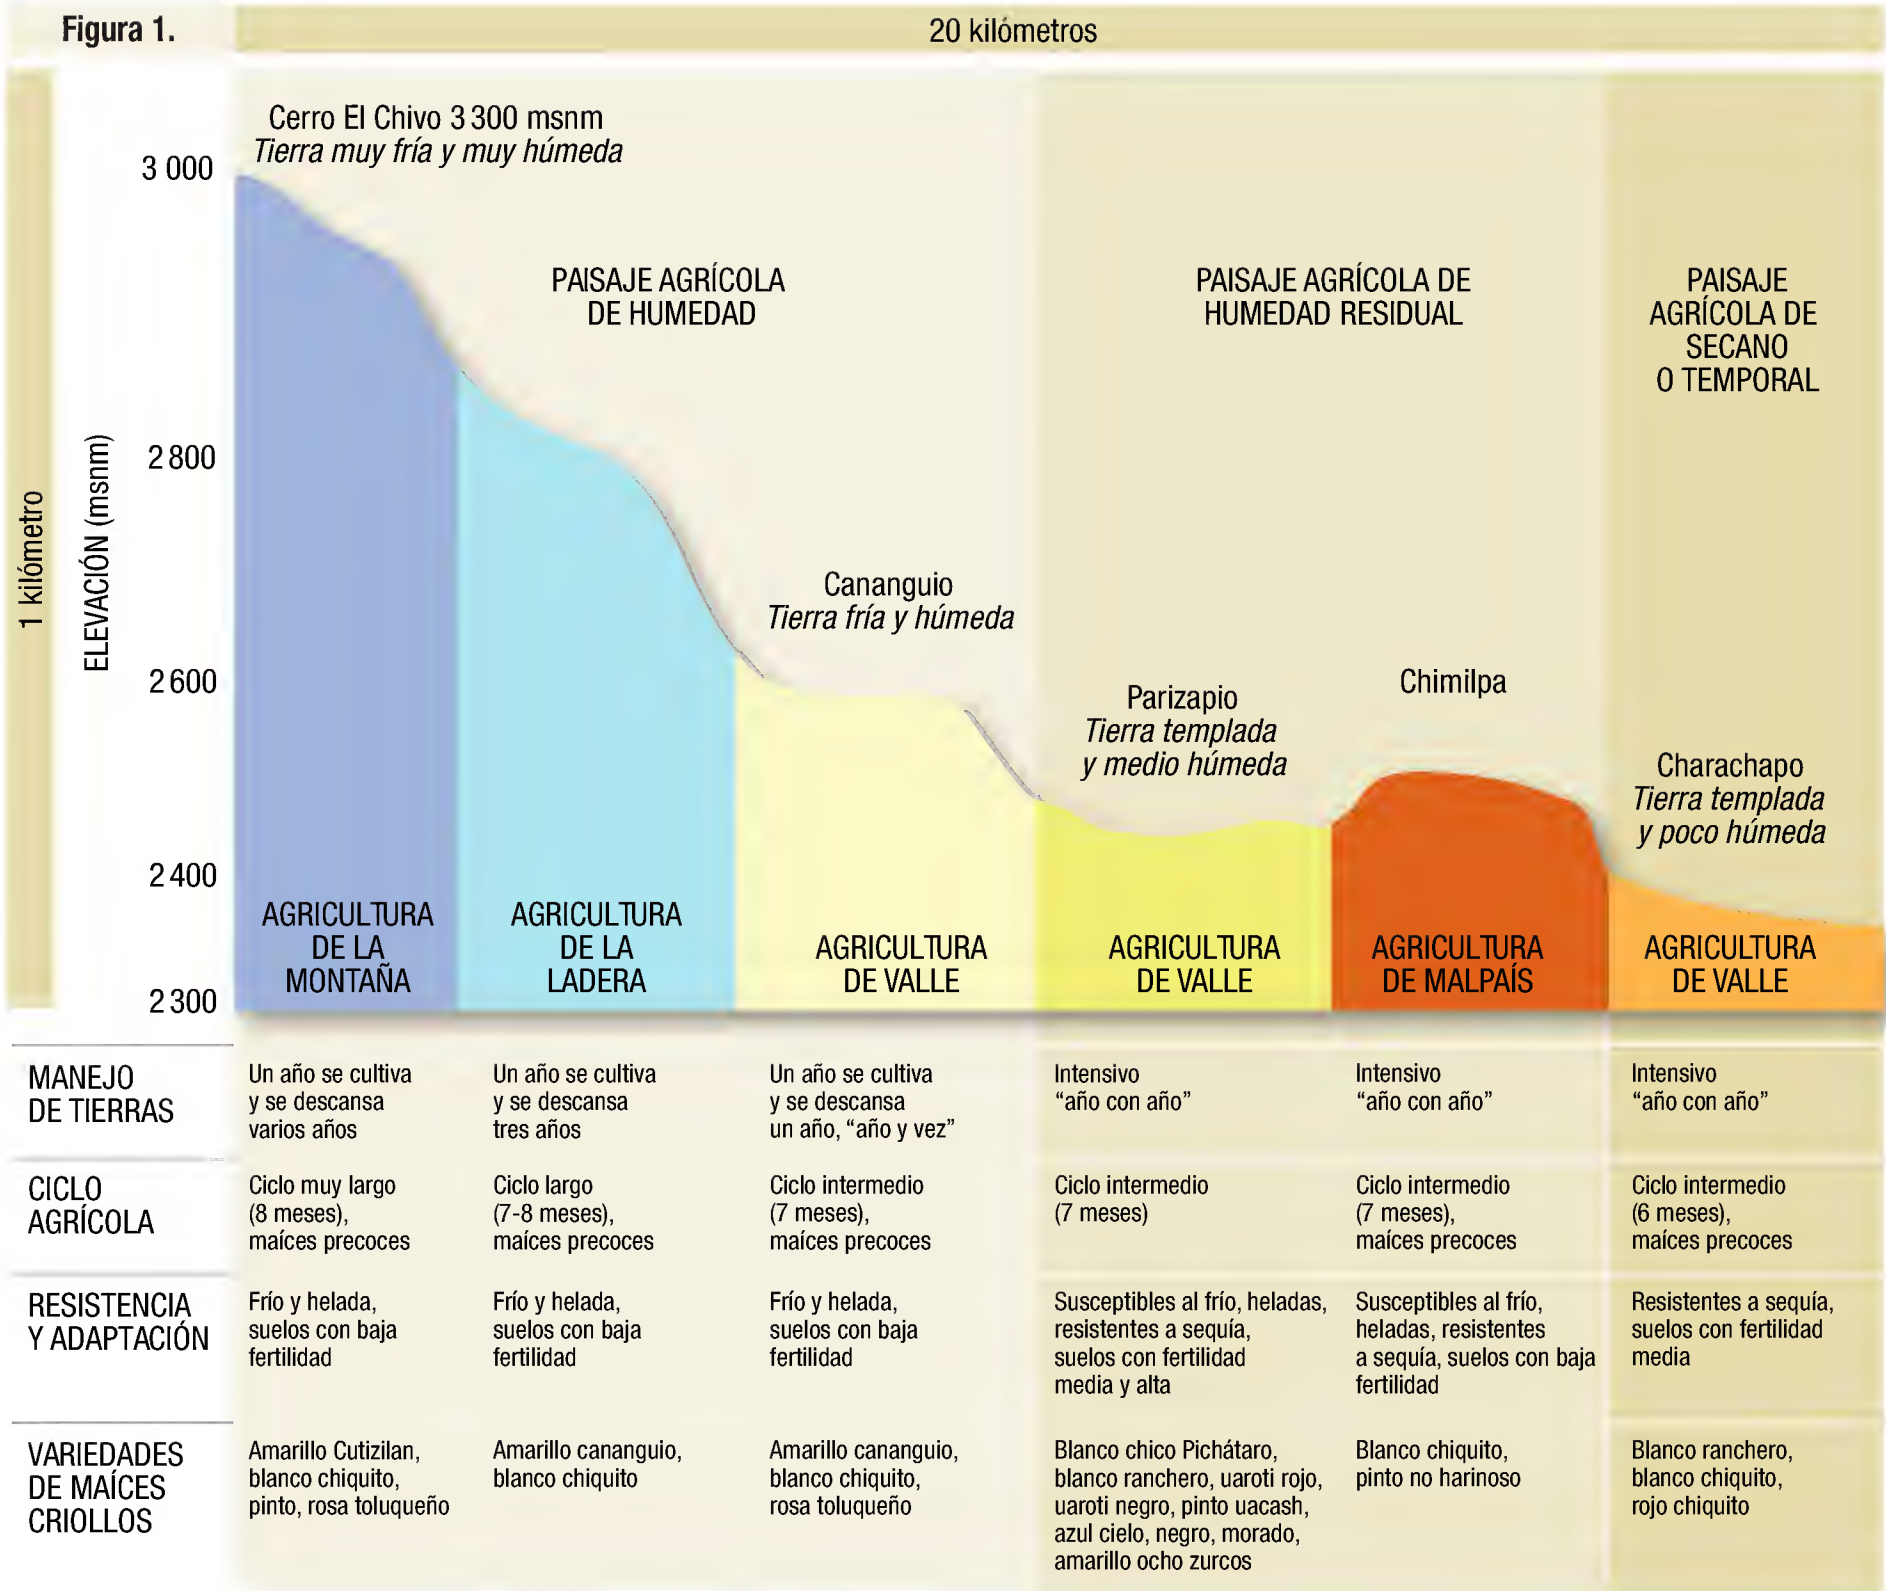 Figura 1.
20 kilómetros
1 kilómetro
ELEVACIÓN (msnm)
3 000
2 800
2 600
2 400
2 300
Cerro El Chivo 3 300 msnm
Tierra muy fría y muy húmeda
PAISAJE AGRÍCOLA
DE HUMEDAD
PAISAJE AGRÍCOLA DE
HUMEDAD RESIDUAL
PAISAJE
AGRÍCOLA DE
SECANO
O TEMPORAL
Cananguio
Tierra fría y húmeda
Parizapio
Tierra templada
y medio húmeda
Chimilpa
Charachapo
Tierra templada
y poco húmeda
AGRICULTURA
DE LA
MONTAÑA
AGRICULTURA
DE LA
LADERA
AGRICULTURA
DE VALLE
AGRICULTURA
DE VALLE
AGRICULTURA
DE MALPAÍS
AGRICULTURA
DE VALLE
MANEJO
DE TIERRAS
Un año se cultiva
y se descansa
varios años
Un año se cultiva
y se descansa
tres años
Un año se cultiva
y se descansa
un año, “año y vez”
Intensivo
“año con año”
Intensivo
“año con año”
Intensivo
“año con año”
CICLO
AGRÍCOLA
Ciclo muy largo
(8 meses),
maíces precoces
Ciclo largo
(7-8 meses),
maíces precoces
Ciclo intermedio
(7 meses),
maíces precoces
Ciclo intermedio
(7 meses)
Ciclo intermedio
(7 meses),
maíces precoces
Ciclo intermedio
(6 meses),
maíces precoces
RESISTENCIA
Y ADAPTACIÓN
Frío y helada,
suelos con baja
fertilidad
Frío y helada,
suelos con baja
fertilidad
Frío y helada,
suelos con baja
fertilidad
Susceptibles al frío, heladas,
resistentes a sequía,
suelos con fertilidad
media y alta
Susceptibles al frío,
heladas, resistentes
a sequía, suelos con baja
fertilidad
Resistentes a sequía,
suelos con fertilidad
media
VARIEDADES
DE MAÍCES
CRIOLLOS
Amarillo Cutizilan,
blanco chiquito,
pinto, rosa toluqueño
Amarillo cananguio,
blanco chiquito
Amarillo cananguio,
blanco chiquito,
rosa toluqueño
Blanco chico Pichátaro,
blanco ranchero, uaroti rojo,
uaroti negro, pinto uacash,
azul cielo, negro, morado,
amarillo ocho zurcos
Blanco chiquito,
pinto no harinoso
Blanco ranchero,
blanco chiquito,
rojo chiquito